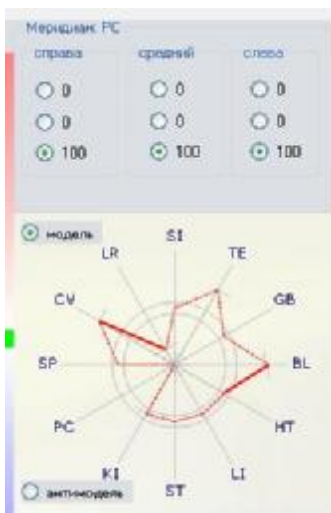 Меридиан: PC
справа средний слева
0 0 0
0 0 0
100 100 100
модель
SI
LR TE
CV GB
SP BL
PC HT
KI LI
ST
антимодель